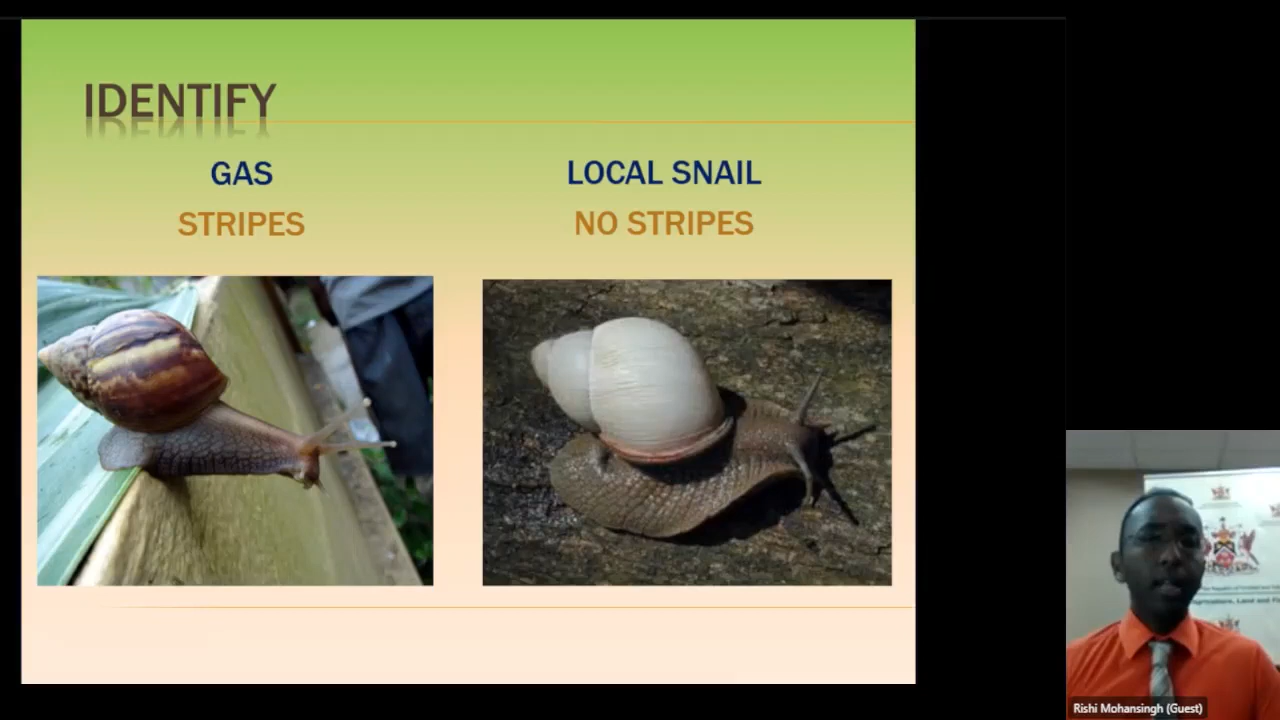 IDENTIFY
GAS
STRIPES
LOCAL SNAIL
NO STRIPES
Rishi Mohansingh (Guest)